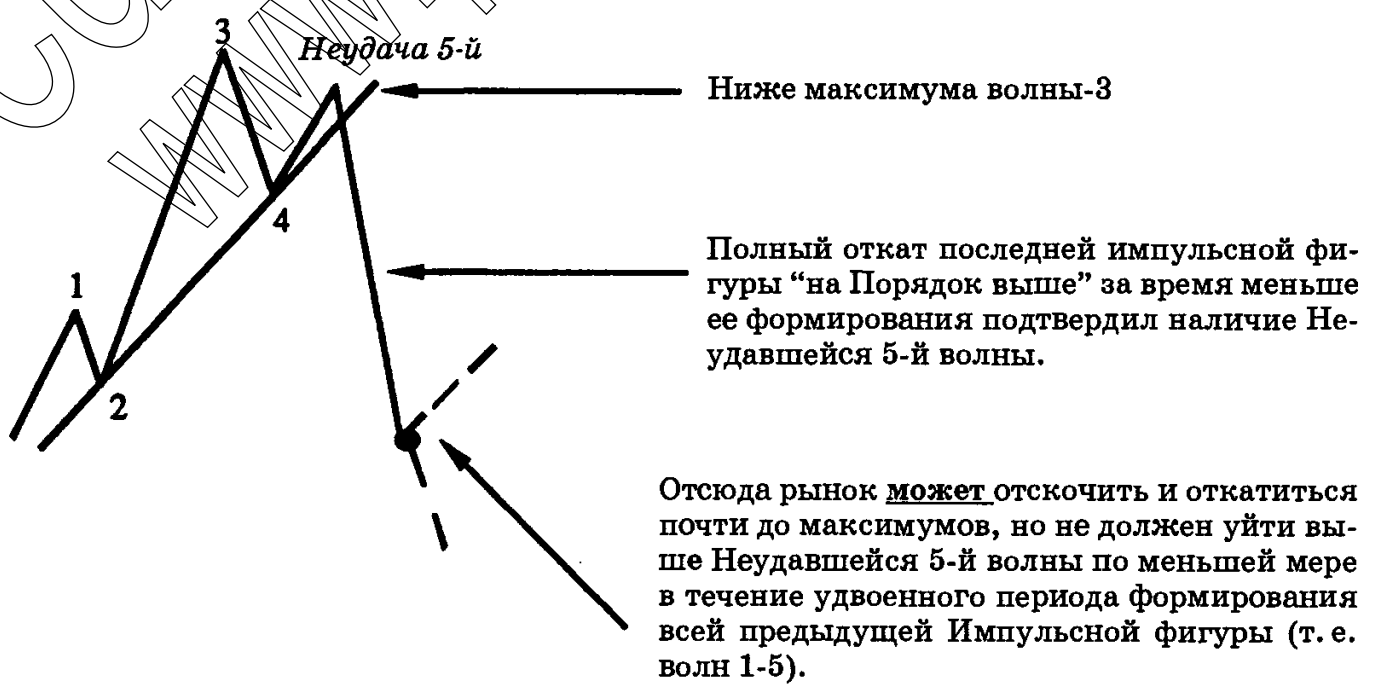 3
Неудача 5-й
Ниже максимума волны-3
4
Полный откат последней импульсной фи-
гуры “на Порядок выше” за время меньше
ее формирования подтвердил наличие Не-
удавшейся 5-й волны.
1
2
Отсюда рынок может отскочить и откатиться
почти до максимумов, но не должен уйти вы-
ше Неудавшейся 5-й волны по меньшей мере
в течение удвоенного периода формирования
всей предыдущей Импульсной фигуры (т. е.
волн 1-5).